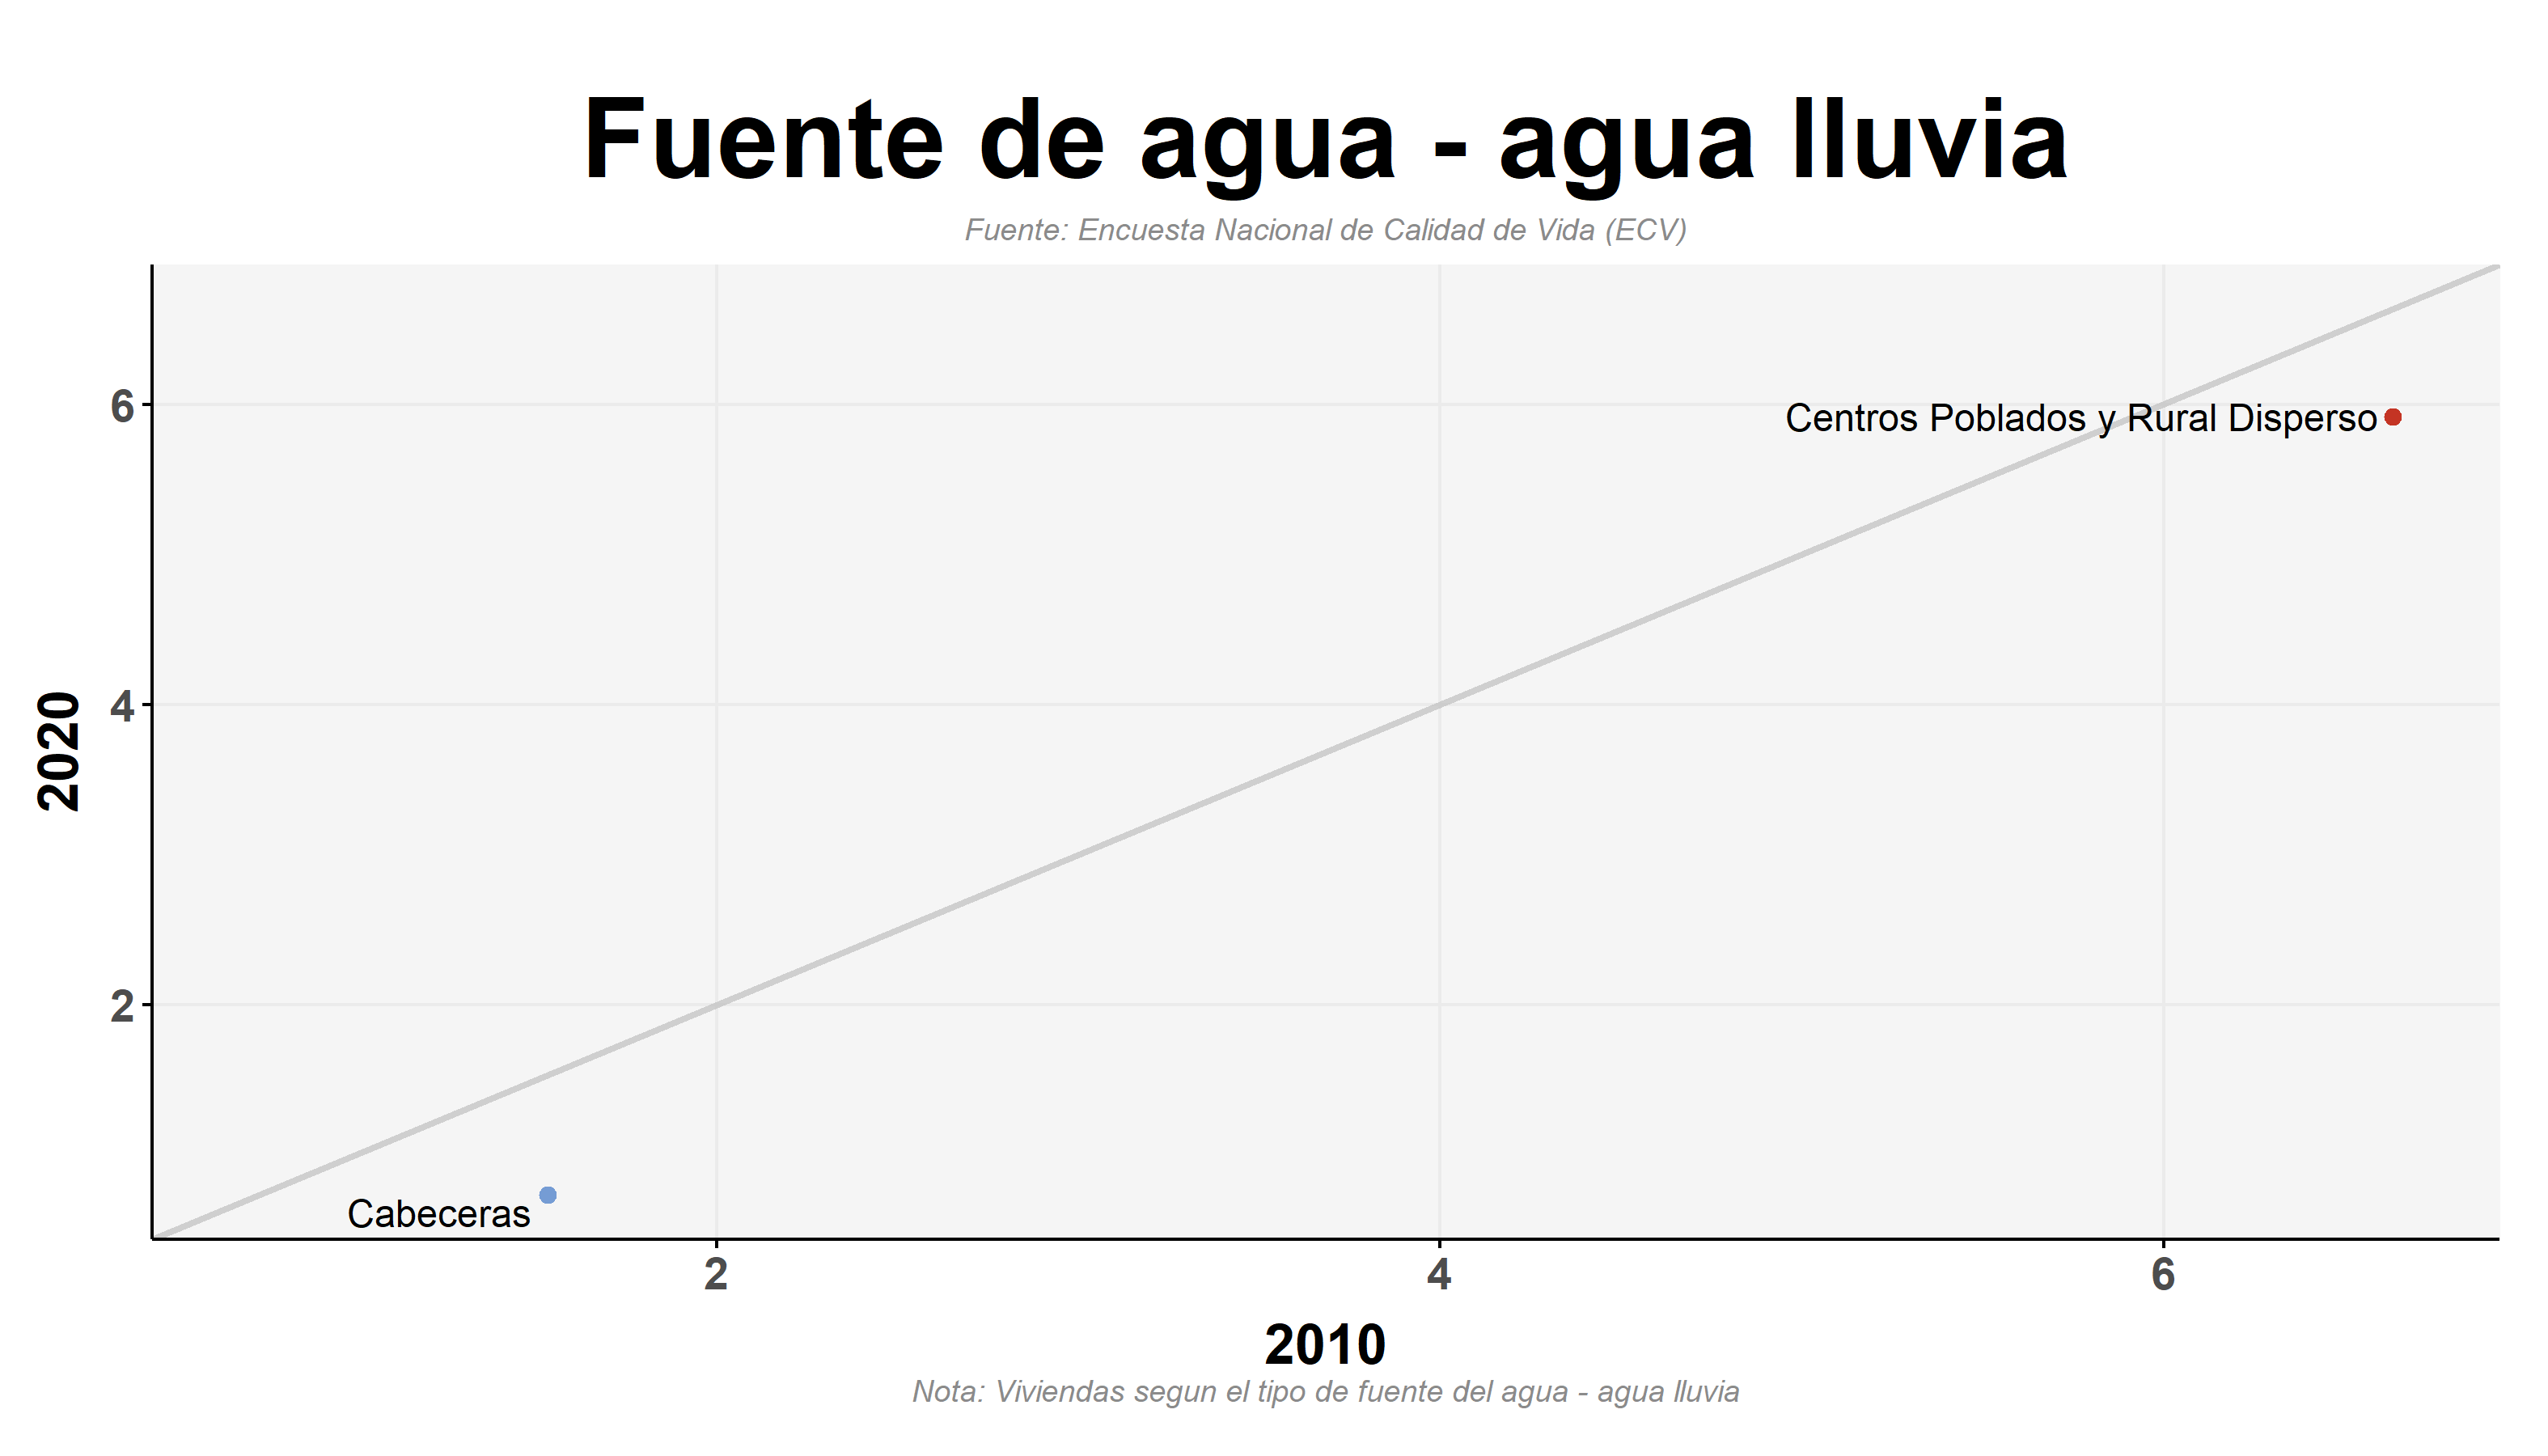 Fuente de agua - agua lluvia
Fuente: Encuesta Nacional de Calidad de Vida (ECV)
6
Centros Poblados y Rural Disperso
4
2020
2
Cabeceras
2 4 6
2010
Nota: Viviendas segun el tipo de fuente del agua - agua lluvia